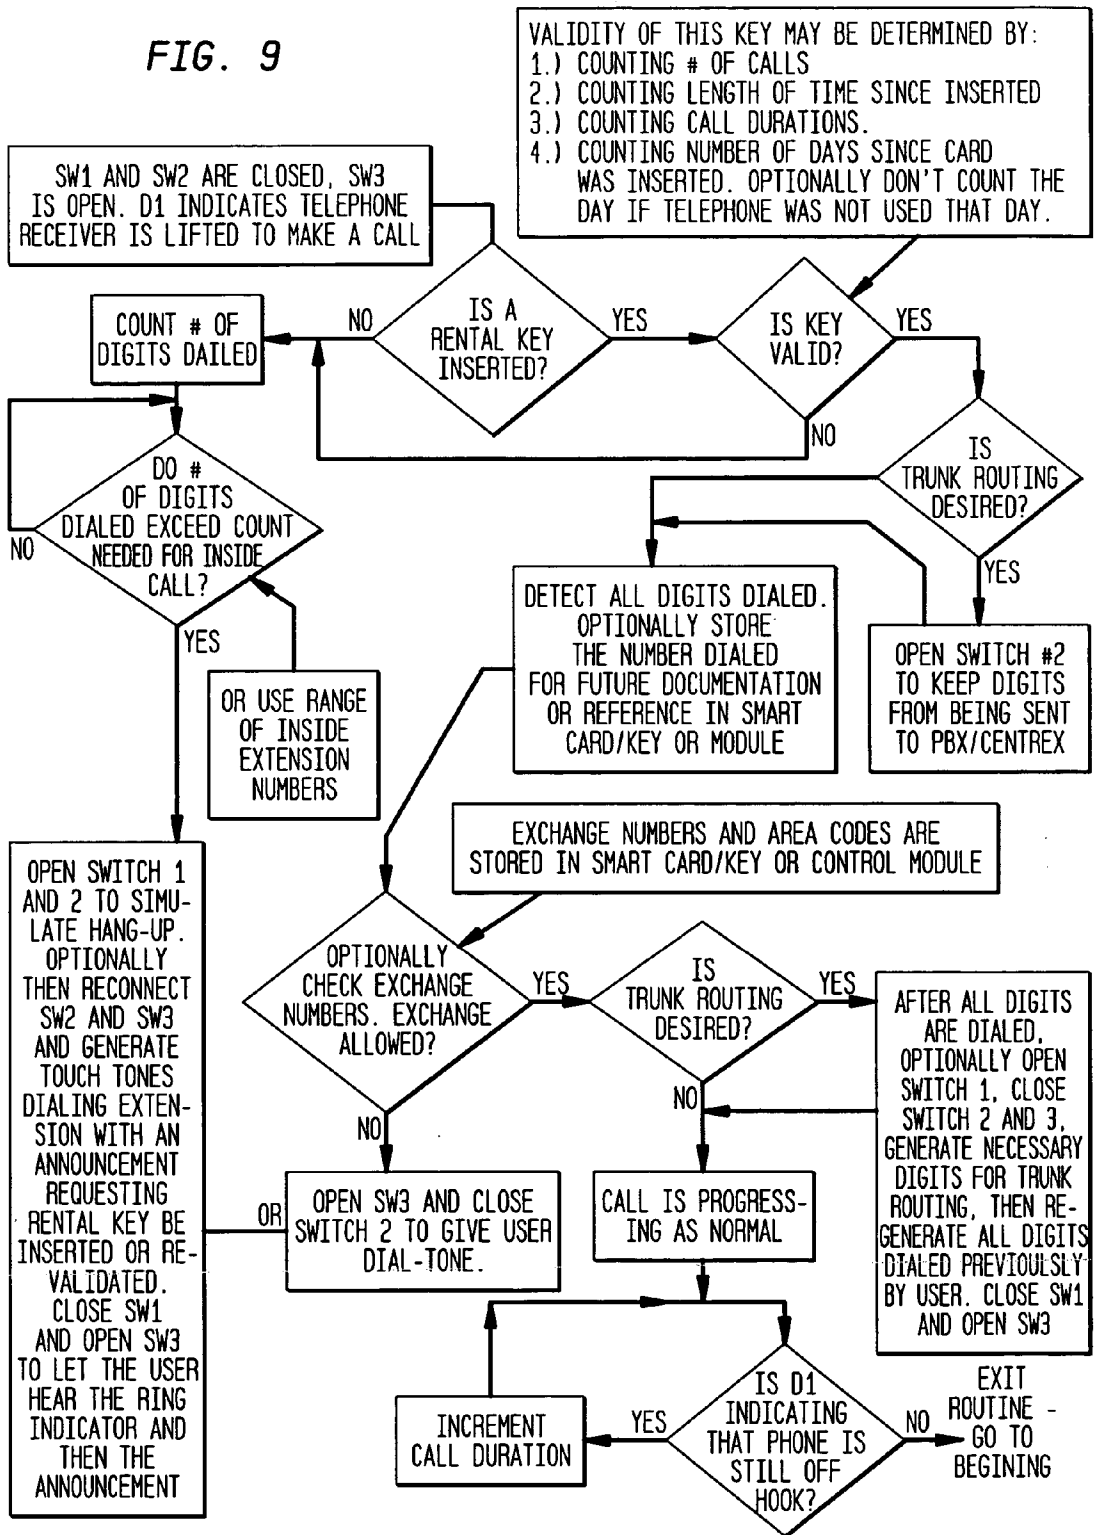 FIG. 9
VALIDITY OF THIS KEY MAY BE DETERMINED BY:
1.) COUNTING # OF CALLS
2.) COUNTING LENGTH OF TIME SINCE INSERTED
3.) COUNTING CALL DURATIONS.
4.) COUNTING NUMBER OF DAYS SINCE CARD
WAS INSERTED. OPTIONALLY DON'T COUNT THE
DAY IF TELEPHONE WAS NOT USED THAT DAY.
SW1 AND SW2 ARE CLOSED, SW3
IS OPEN. D1 INDICATES TELEPHONE
RECEIVER IS LIFTED TO MAKE A CALL
IS A
RENTAL KEY
INSERTED?
NO
YES
IS KEY
VALID?
YES
NO
COUNT # OF
DIGITS DAILED
DO #
OF DIGITS
DIALED EXCEED COUNT
NEEDED FOR INSIDE
CALL?
NO
YES
OR USE RANGE
OF INSIDE
EXTENSION
NUMBERS
IS
TRUNK ROUTING
DESIRED?
YES
OPEN SWITCH #2
TO KEEP DIGITS
FROM BEING SENT
TO PBX/CENTREX
DETECT ALL DIGITS DIALED.
OPTIONALLY STORE
THE NUMBER DIALED
FOR FUTURE DOCUMENTATION
OR REFERENCE IN SMART
CARD/KEY OR MODULE
EXCHANGE NUMBERS AND AREA CODES ARE
STORED IN SMART CARD/KEY OR CONTROL MODULE
OPTIONALLY
CHECK EXCHANGE
NUMBERS. EXCHANGE
ALLOWED?
YES
NO
IS
TRUNK ROUTING
DESIRED?
YES
NO
AFTER ALL DIGITS
ARE DIALED,
OPTIONALLY OPEN
SWITCH 1, CLOSE
SWITCH 2 AND 3,
GENERATE NECESSARY
DIGITS FOR TRUNK
ROUTING, THEN RE-
GENERATE ALL DIGITS
DIALED PREVIOULSY
BY USER. CLOSE SW1
AND OPEN SW3
OPEN SWITCH 1
AND 2 TO SIMU-
LATE HANG-UP.
OPTIONALLY
THEN RECONNECT
SW2 AND SW3
AND GENERATE
TOUCH TONES
DIALING EXTEN-
SION WITH AN
ANNOUNCEMENT
REQUESTING
RENTAL KEY BE
INSERTED OR RE-
VALIDATED.
CLOSE SW1
AND OPEN SW3
TO LET THE USER
HEAR THE RING
INDICATOR AND
THEN THE
ANNOUNCEMENT
OR
OPEN SW3 AND CLOSE
SWITCH 2 TO GIVE USER
DIAL-TONE.
CALL IS PROGRESS-
ING AS NORMAL
INCREMENT
CALL DURATION
YES
IS D1
INDICATING
THAT PHONE IS
STILL OFF
HOOK?
NO
EXIT
ROUTINE -
GO TO
BEGINING